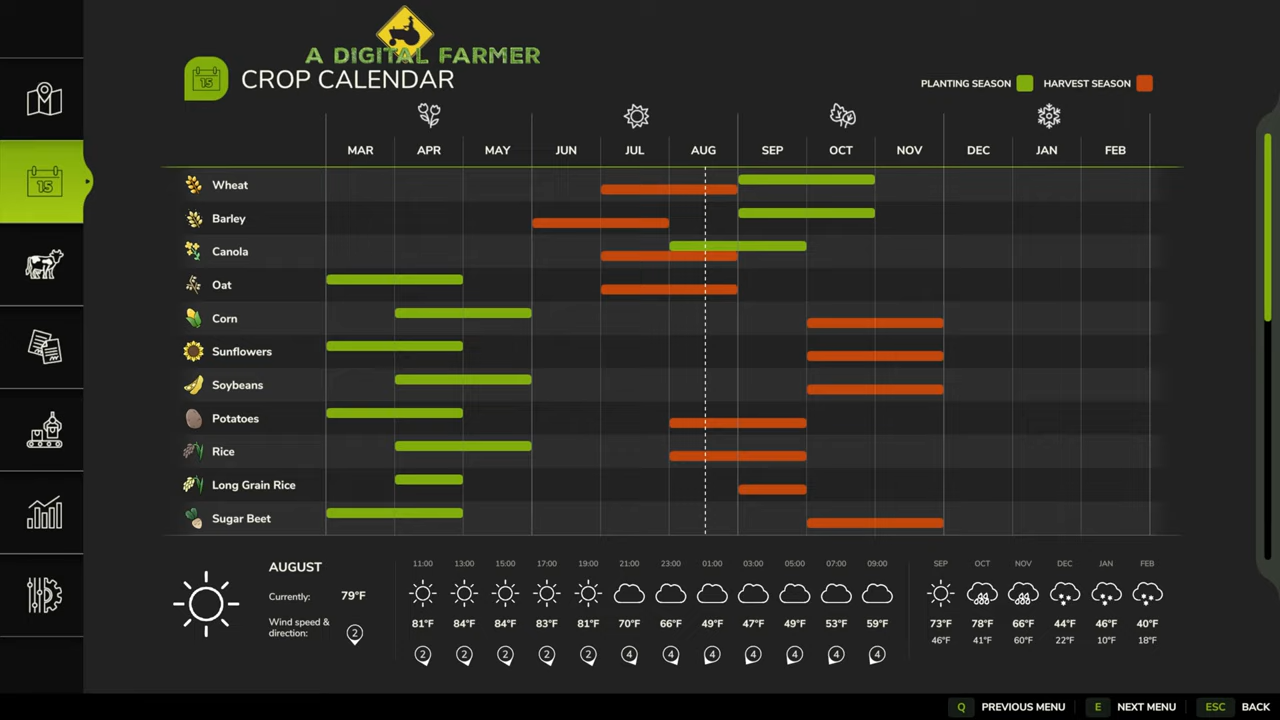 A DIGITAL FARMER
15 CROP CALENDAR
PLANTING SEASON HARVEST SEASON
MAR APR MAY JUN JUL AUG SEP OCT NOV DEC JAN FEB
15
Wheat
Barley
Canola
Oat
Corn
Sunflowers
Soybeans
Potatoes
Rice
Long Grain Rice
Sugar Beet
AUGUST
Currently: 79°F
Wind speed & direction: 2
11:00 13:00 15:00 17:00 19:00 21:00 23:00 01:00 03:00 05:00 07:00 09:00
81°F 84°F 84°F 83°F 81°F 70°F 66°F 49°F 47°F 49°F 53°F 59°F
2 2 2 2 2 4 4 4 4 4 4 4
SEP OCT NOV DEC JAN FEB
73°F 78°F 66°F 44°F 46°F 40°F
46°F 41°F 60°F 22°F 10°F 18°F
Q PREVIOUS MENU E NEXT MENU ESC BACK